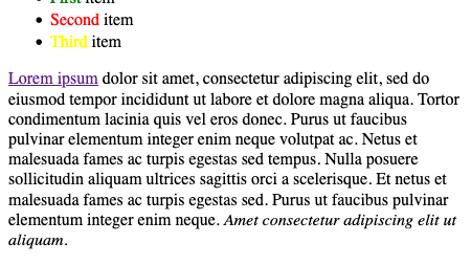 Second item
Third item
Lorem ipsum dolor sit amet, consectetur adipiscing elit, sed do
eiusmod tempor incididunt ut labore et dolore magna aliqua. Tortor
condimentum lacinia quis vel eros donec. Purus ut faucibus
pulvinar elementum integer enim neque volutpat ac. Netus et
malesuada fames ac turpis egestas sed tempus. Nulla posuere
sollicitudin aliquam ultrices sagittis orci a scelerisque. Et netus et
malesuada fames ac turpis egestas sed. Purus ut faucibus pulvinar
elementum integer enim neque. Amet consectetur adipiscing elit ut
aliquam.